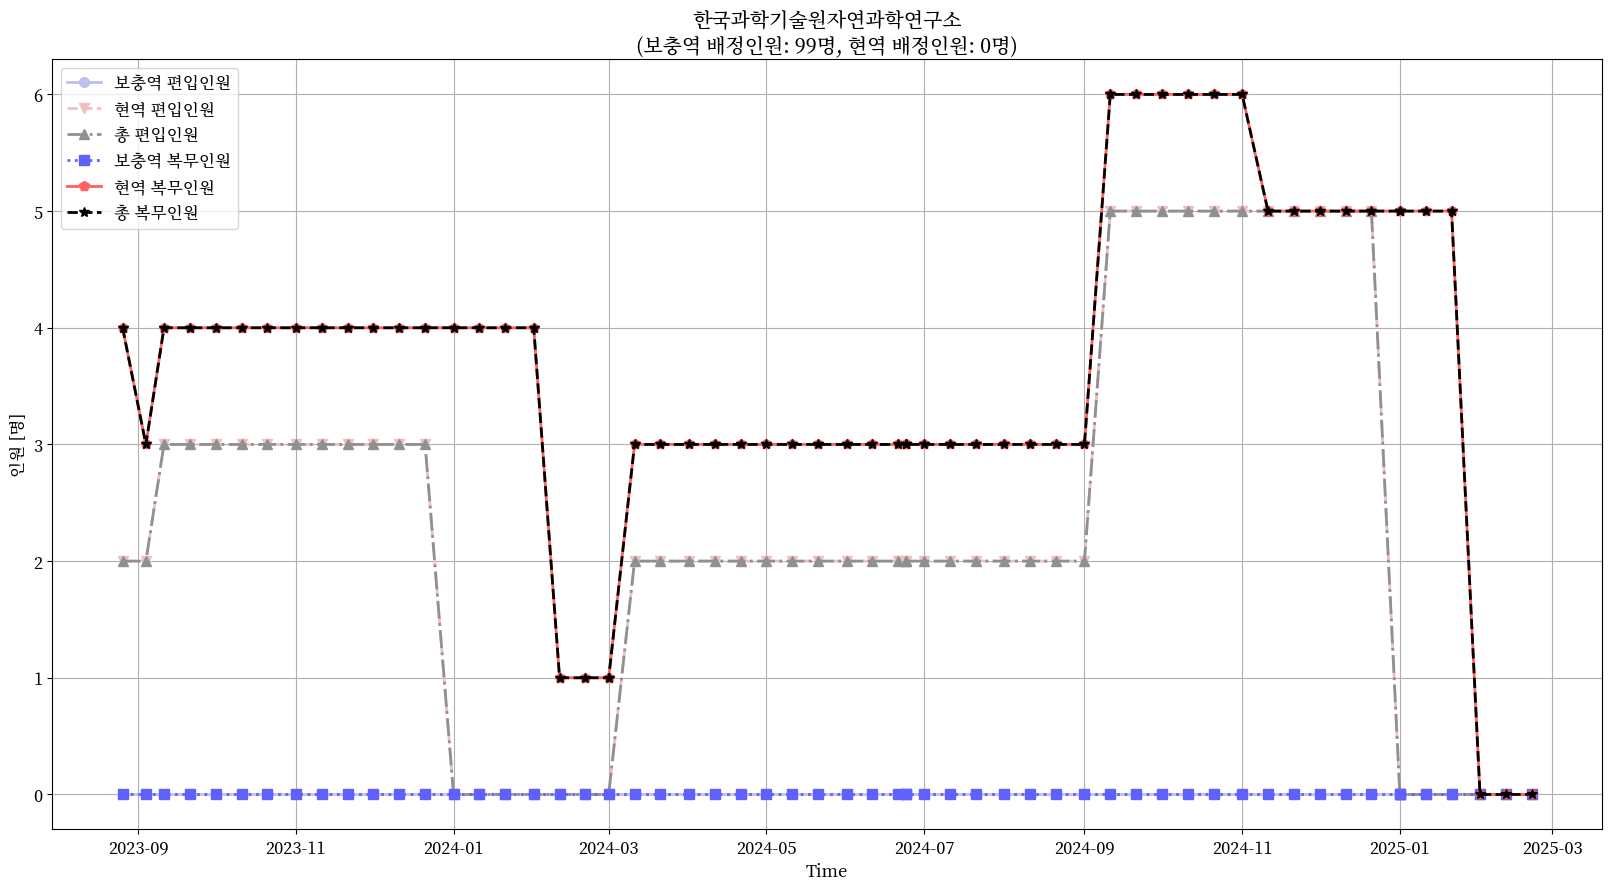 한국과학기술원자연과학연구소
(보충역 배정인원: 99명, 현역 배정인원: 0명)
보충역 편입인원
현역 편입인원
총 편입인원
보충역 복무인원
현역 복무인원
총 복무인원
인원 [명]
6
5
4
3
2
1
0
2023-09
2023-11
2024-01
2024-03
2024-05
2024-07
2024-09
2024-11
2025-01
2025-03
Time